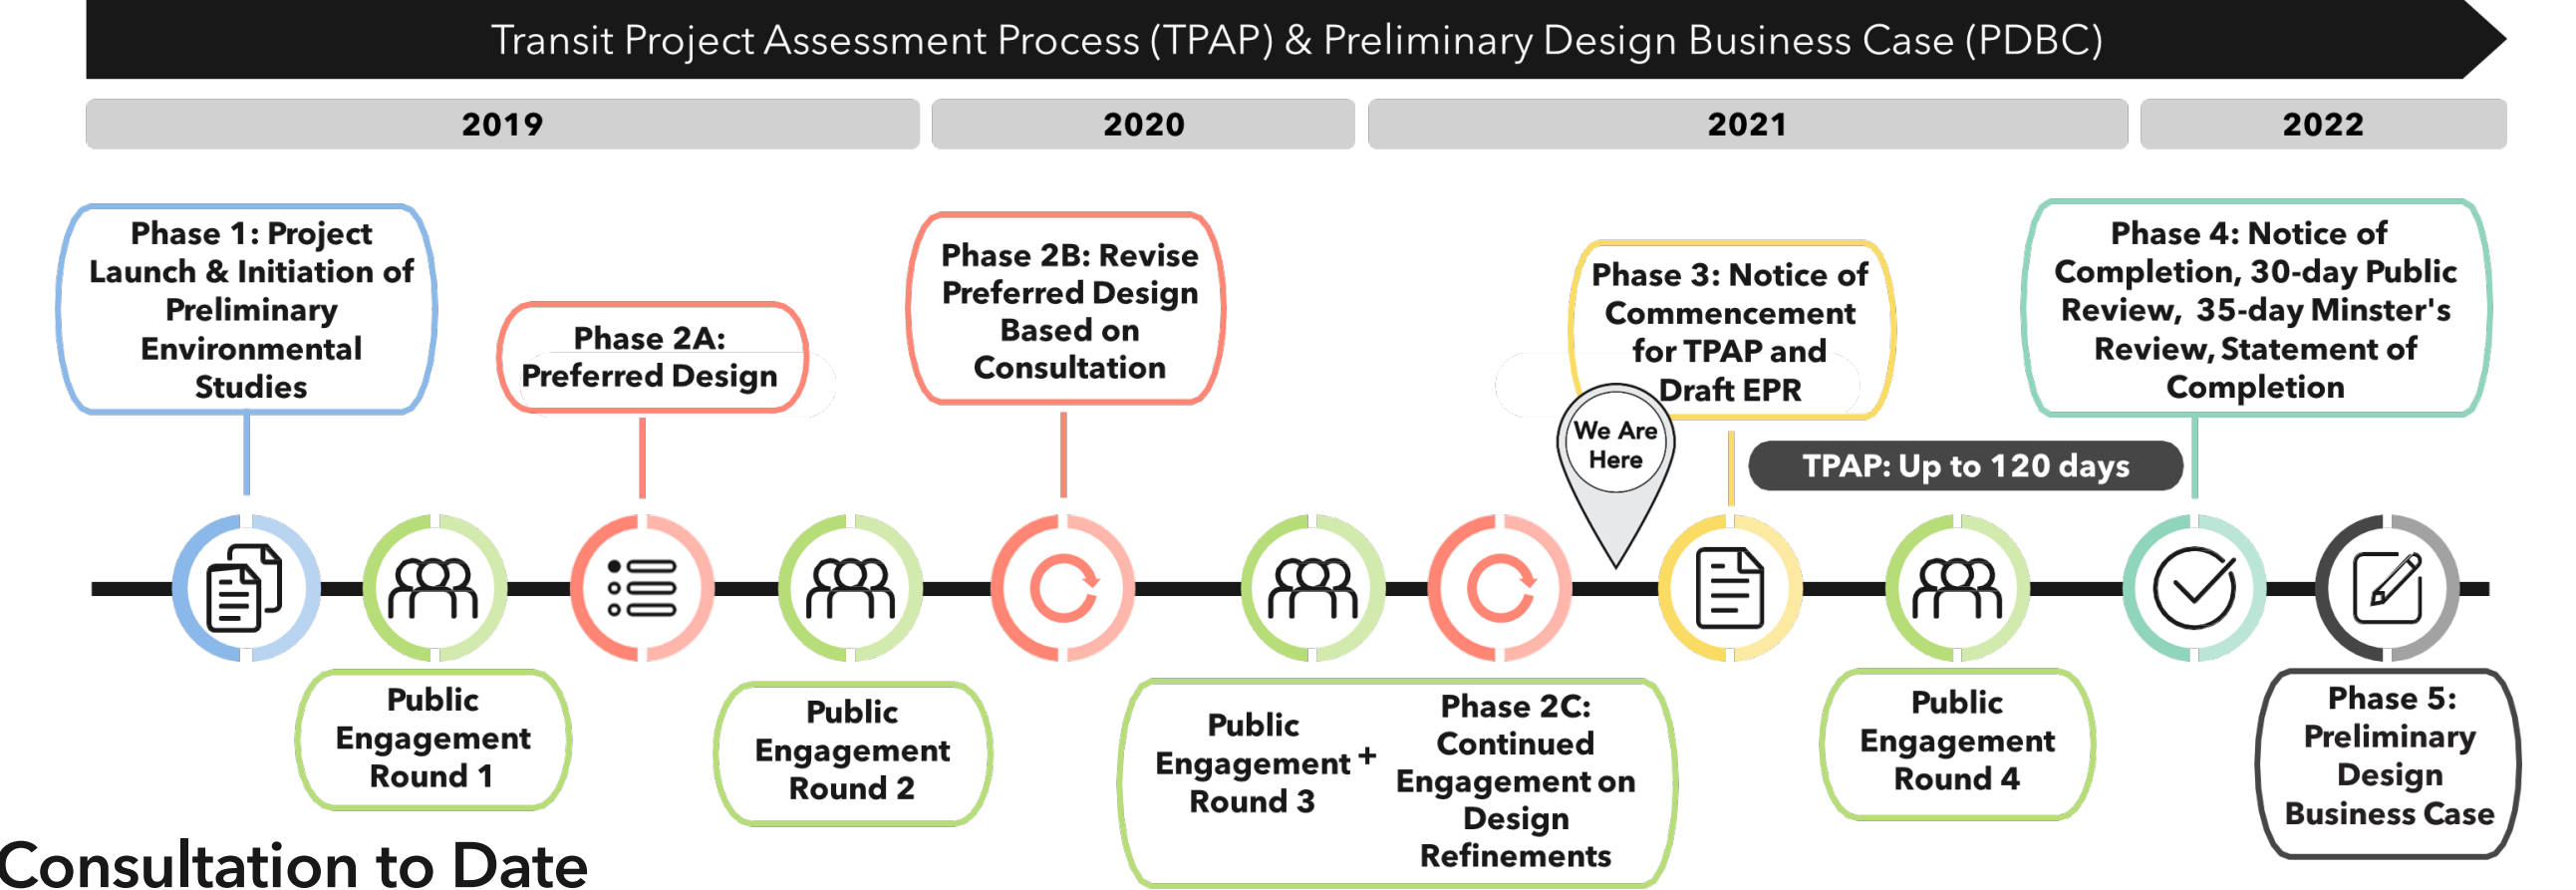 Transit Project Assessment Process (TPAP) & Preliminary Design Business Case (PDBC)
2019
2020
2021
2022
Phase 1: Project
Launch & Initiation of
Preliminary
Environmental
Studies
Phase 2A:
Preferred Design
Phase 2B: Revise
Preferred Design
Based on
Consultation
Phase 3: Notice of
Commencement
for TPAP and
Draft EPR
Phase 4: Notice of
Completion, 30-day Public
Review, 35-day Minster's
Review, Statement of
Completion
We Are
Here
TPAP: Up to 120 days
Public
Engagement
Round 1
Public
Engagement
Round 2
Public
Engagement
Round 3
+
Phase 2C:
Continued
Engagement on
Design
Refinements
Public
Engagement
Round 4
Phase 5:
Preliminary
Design
Business Case
Consultation to Date